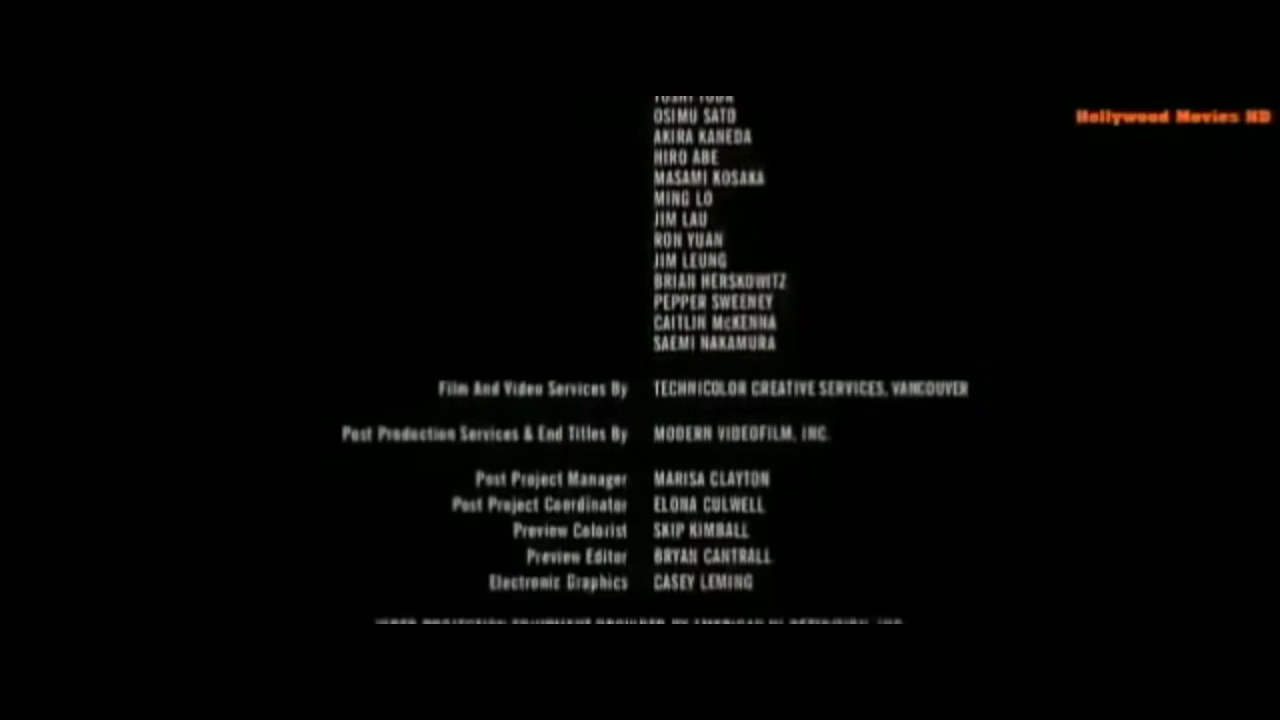 Hollywood Movies HD
OSIMU SATO
AKIRA KANEDA
HIRO ABE
MASAMI KOSAKA
MING LO
JIM LAU
RON YUAN
JIM LEUNG
BRIAN HERSKOWITZ
PEPPER SWEENEY
CAITLIN McKENNA
SAEMI NAKAMURA
Film And Video Services By TECHNICOLOR CREATIVE SERVICES, VANCOUVER
Post Production Services & End Titles By MODERN VIDEOFILM, INC.
Post Project Manager MARISA CLAYTON
Post Project Coordinator ELONA CULWELL
Preview Colorist SKIP KIMBALL
Preview Editor BRYAN CANTRALL
Electronic Graphics CASEY LEMING